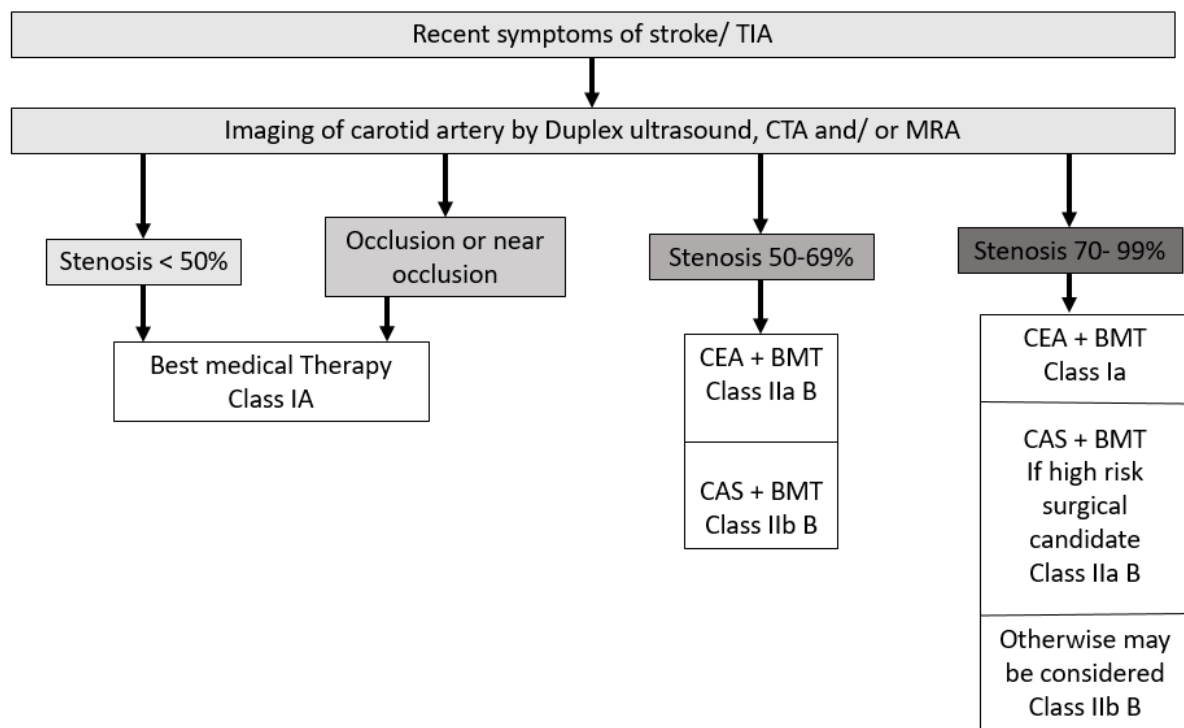 Recent symptoms of stroke/ TIA
Imaging of carotid artery by Duplex ultrasound, CTA and/ or MRA
Stenosis < 50%
Occlusion or near
occlusion
Stenosis 50-69%
Stenosis 70- 99%
Best medical Therapy
Class IA
CEA + BMT
Class IIa B
CAS + BMT
Class IIb B
CEA + BMT
Class Ia
CAS + BMT
If high risk
surgical
candidate
Class IIa B
Otherwise may
be considered
Class IIb B